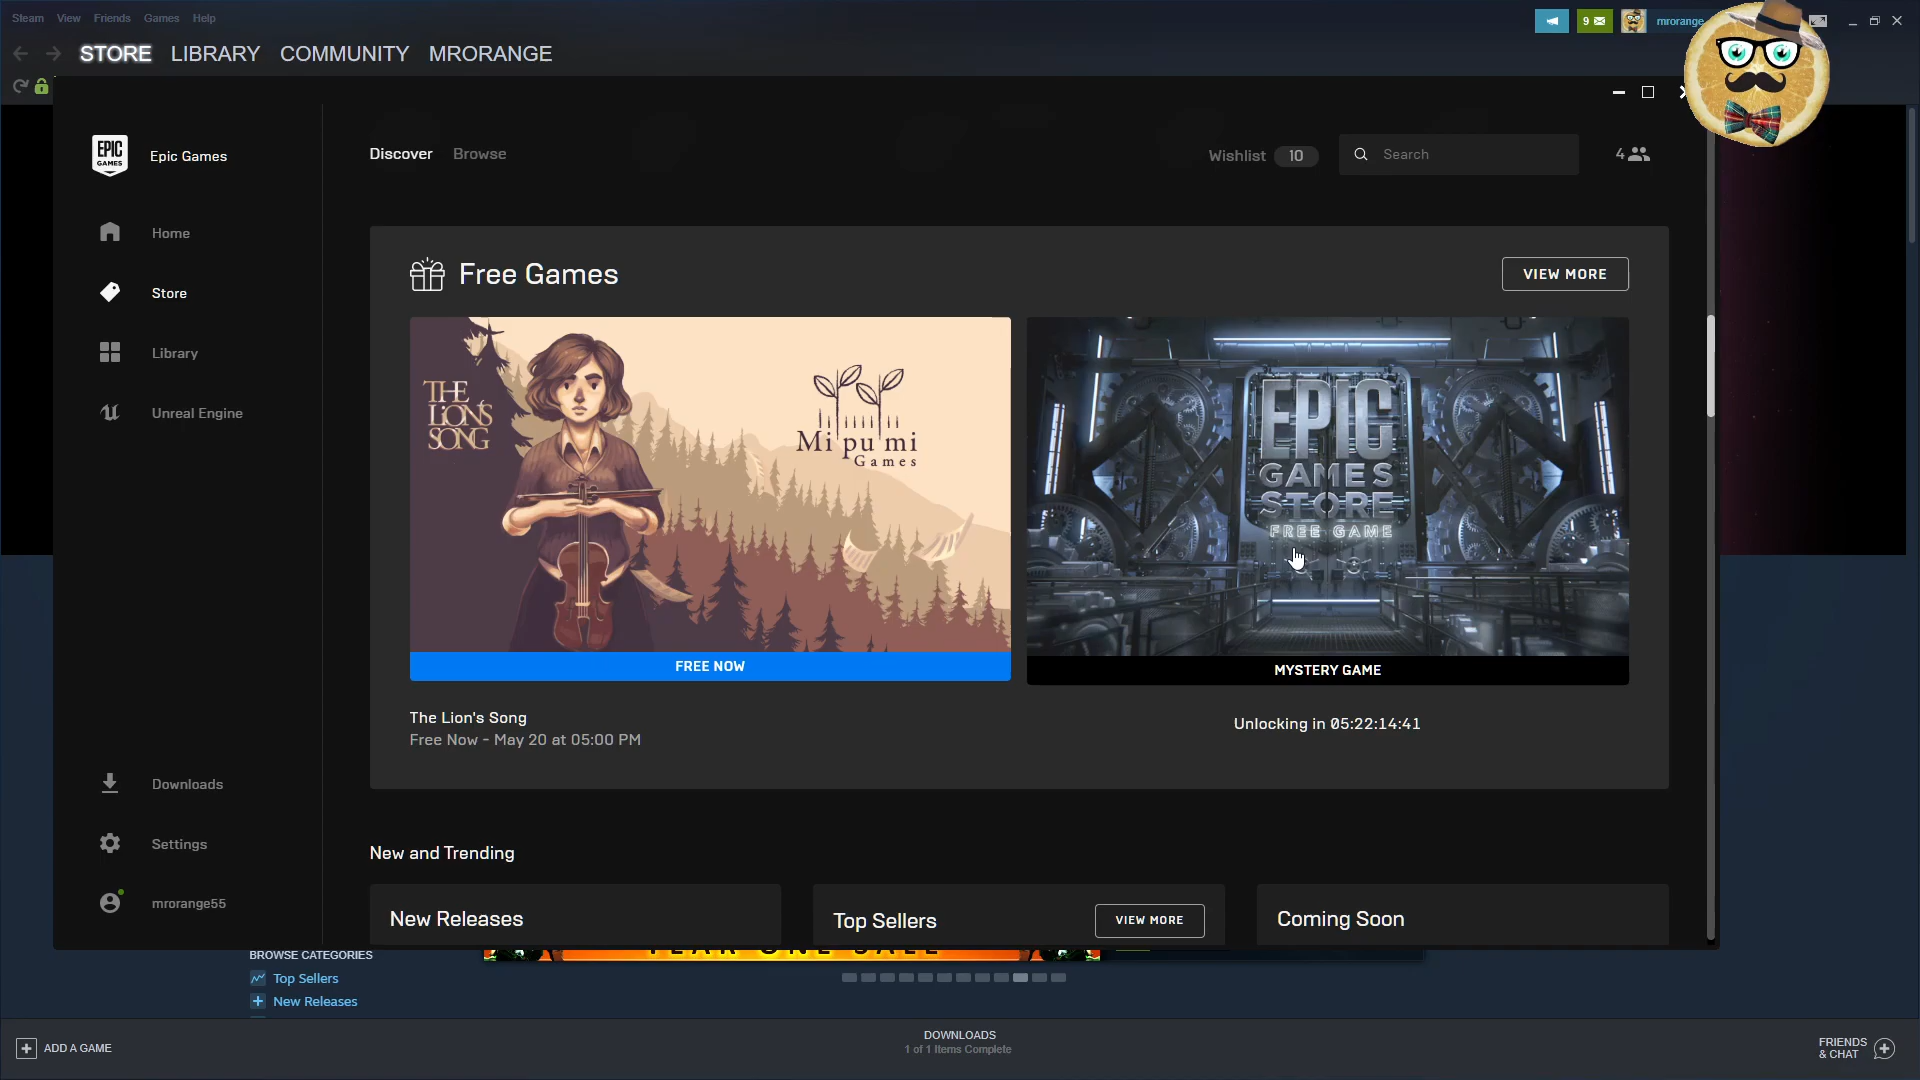 Steam View Friends Games Help
9
mrorange
STORE LIBRARY COMMUNITY MRORANGE
EPIC
GAMES
Epic Games
Discover Browse
Wishlist 10
Search
4
Home
Store
Library
Unreal Engine
Downloads
Settings
mrorange55
Free Games
VIEW MORE
THE
LION'S
SONG
Mi pu mi
Games
FREE NOW
The Lion's Song
Free Now - May 20 at 05:00 PM
EPIC
GAMES
STORE
FREE GAME
MYSTERY GAME
Unlocking in 05:22:14:41
New and Trending
New Releases
Top Sellers
VIEW MORE
Coming Soon
BROWSE CATEGORIES
Top Sellers
New Releases
ADD A GAME
DOWNLOADS
1 of 1 Items Complete
FRIENDS
& CHAT